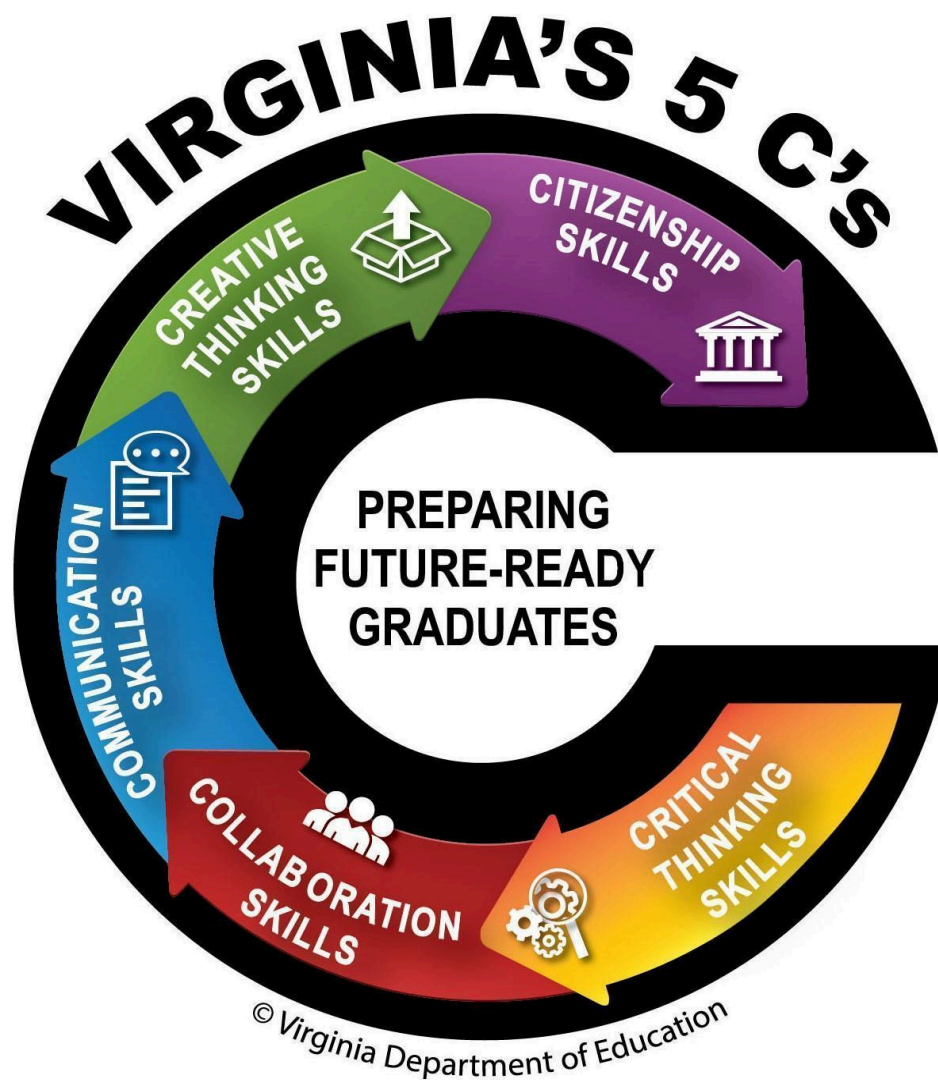 VIRGINIA'S 5 C's
CREATIVE
THINKING
SKILLS
CITIZENSHIP
SKILLS
COMMUNICATION
SKILLS
PREPARING
FUTURE-READY
GRADUATES
COLLABORATION
SKILLS
CRITICAL
THINKING
SKILLS
© Virginia Department of Education